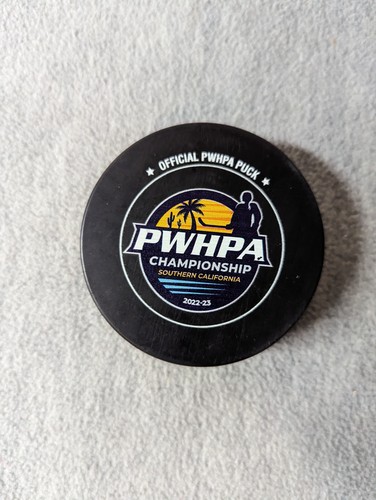 ★ OFFICIAL PWHPA PUCK ★
PWHPA
CHAMPIONSHIP
SOUTHERN CALIFORNIA
2022-23